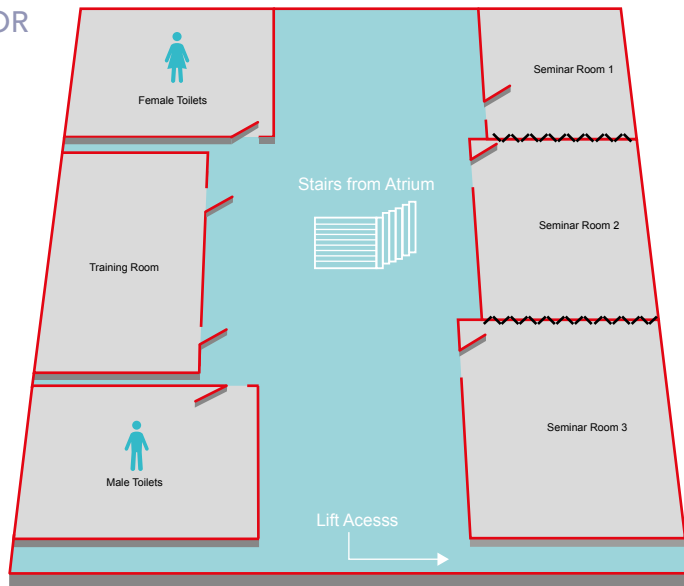 OR
Seminar Room 1
Female Toilets
Stairs from Atrium
Seminar Room 2
Training Room
Seminar Room 3
Male Toilets
Lift Acesss